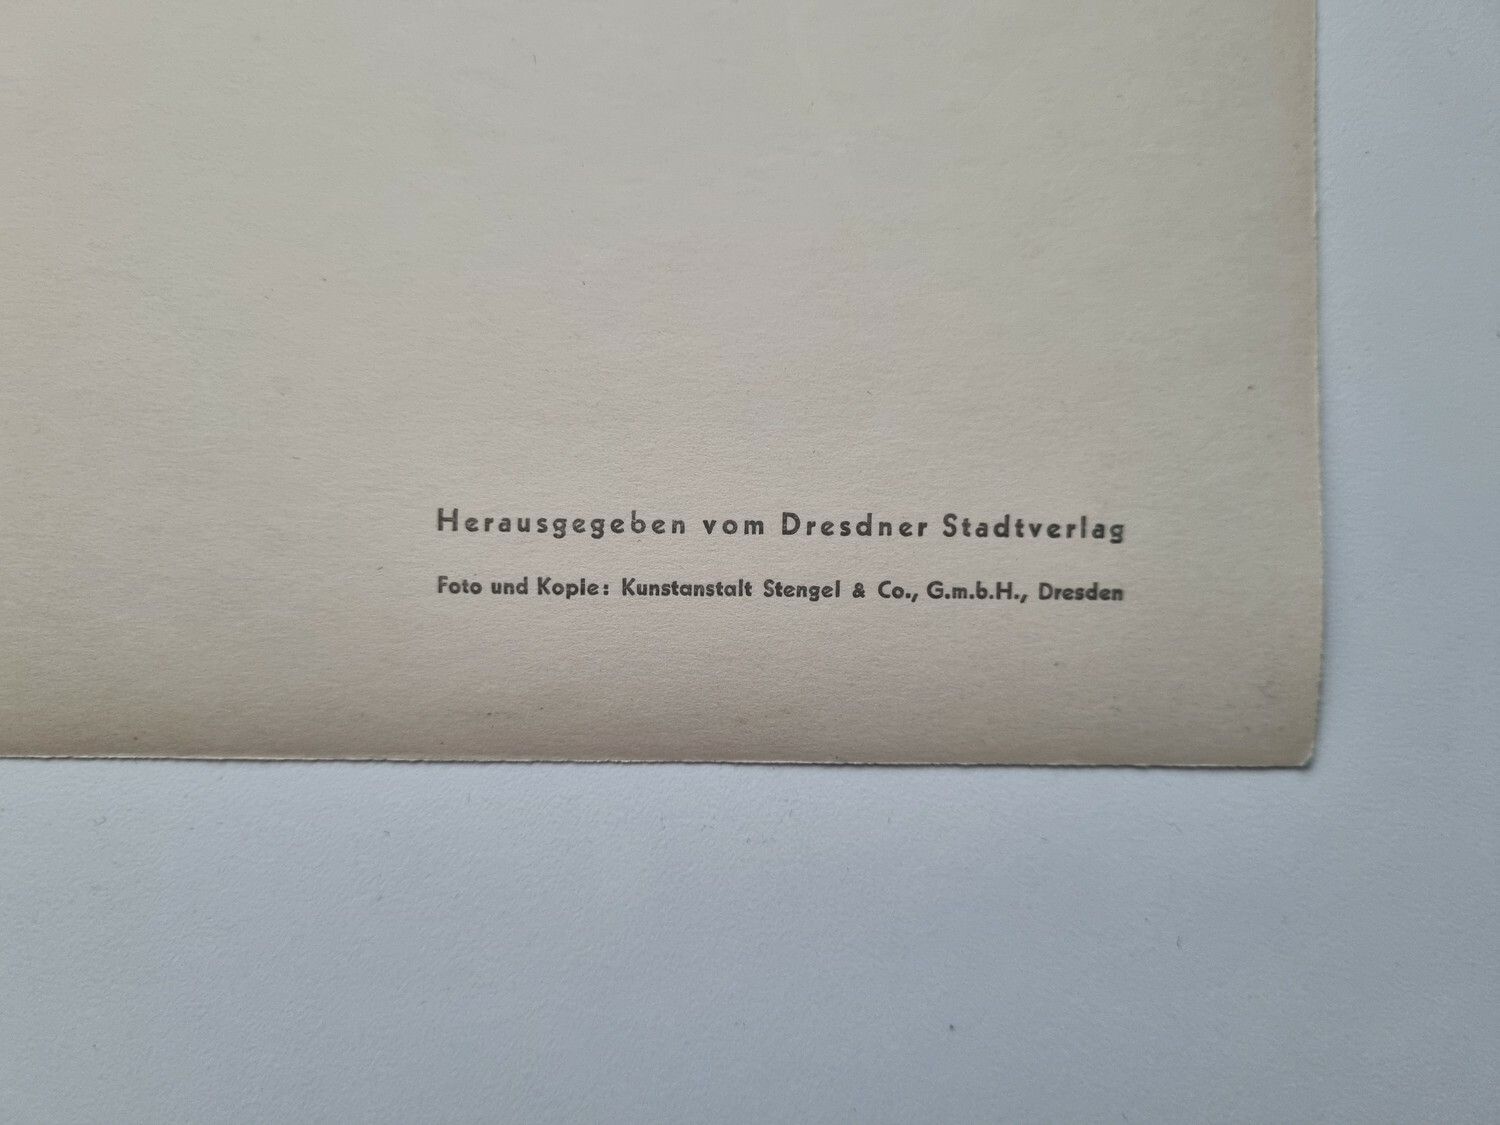 Herausgegeben vom Dresdner Stadtverlag
Foto und Kopie: Kunstanstalt Stengel & Co., G.m.b.H., Dresden